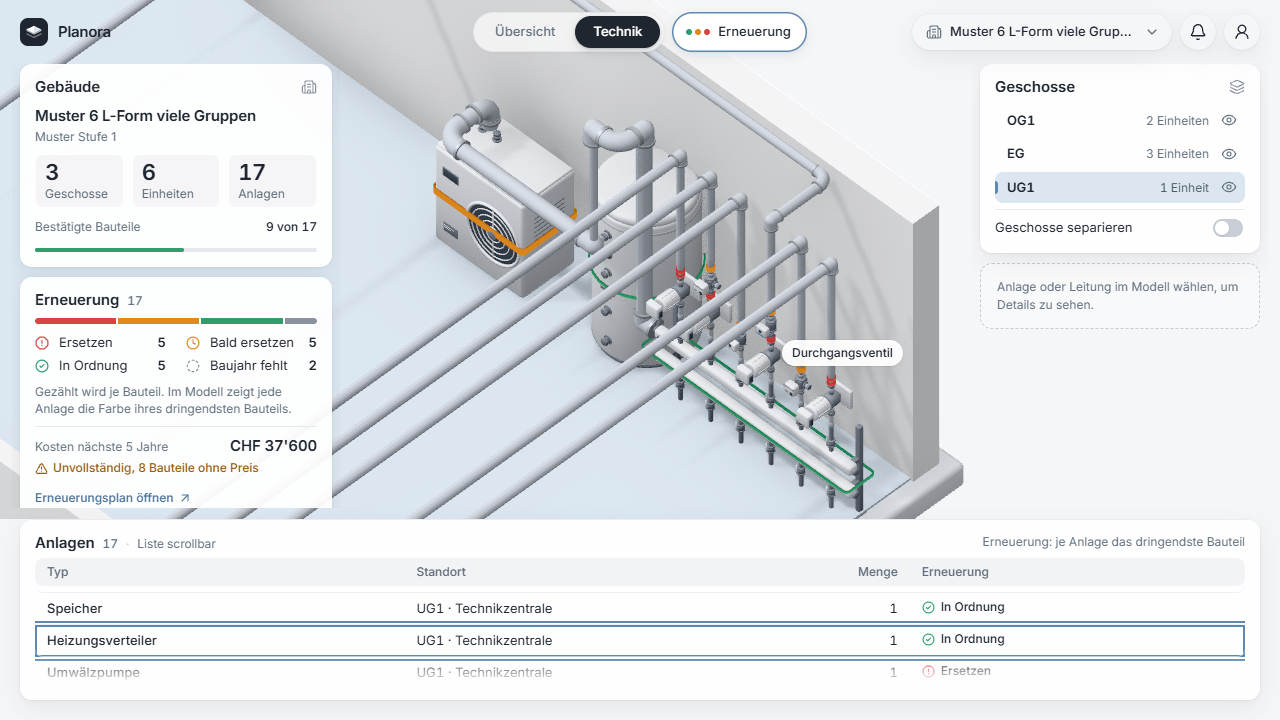 Planora
Übersicht
Technik
Erneuerung
Muster 6 L-Form viele Grup...
Gebäude
Muster 6 L-Form viele Gruppen
Muster Stufe 1
3
Geschosse
6
Einheiten
17
Anlagen
Bestätigte Bauteile
9 von 17
Erneuerung 17
Ersetzen 5
Bald ersetzen 5
In Ordnung 5
Baujahr fehlt 2
Gezählt wird je Bauteil. Im Modell zeigt jede
Anlage die Farbe ihres dringendsten Bauteils.
Kosten nächste 5 Jahre CHF 37'600
Unvollständig, 8 Bauteile ohne Preis
Erneuerungsplan öffnen
Durchgangsventil
Geschosse
OG1 2 Einheiten
EG 3 Einheiten
UG1 1 Einheit
Geschosse separieren
Anlage oder Leitung im Modell wählen, um
Details zu sehen.
Anlagen 17 · Liste scrollbar
Erneuerung: je Anlage das dringendste Bauteil
Typ Standort Menge Erneuerung
Speicher UG1 · Technikzentrale 1 In Ordnung
Heizungsverteiler UG1 · Technikzentrale 1 In Ordnung
Umwälzpumpe UG1 · Technikzentrale 1 Ersetzen